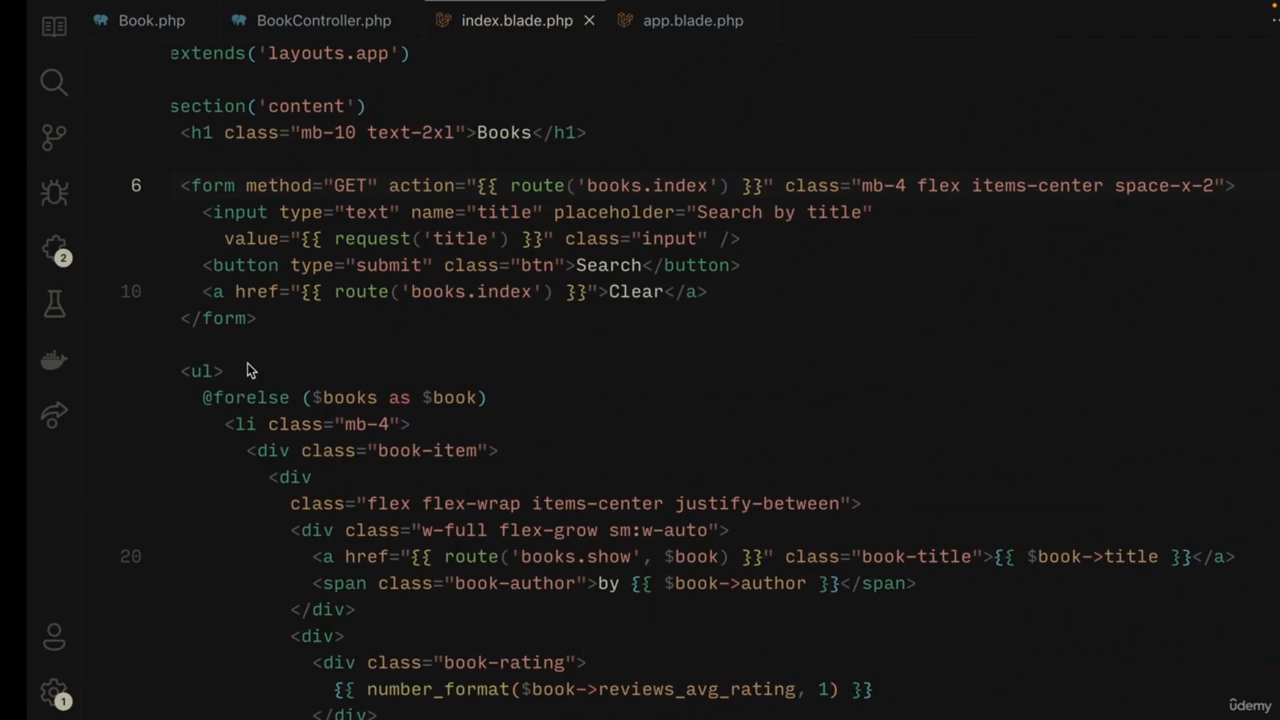 Book.php BookController.php index.blade.php app.blade.php
extends('layouts.app')
section('content')
<h1 class="mb-10 text-2xl">Books</h1>
6 <form method="GET" action="{{ route('books.index') }}" class="mb-4 flex items-center space-x-2">
<input type="text" name="title" placeholder="Search by title"
value="{{ request('title') }}" class="input" />
<button type="submit" class="btn">Search</button>
10 <a href="{{ route('books.index') }}">Clear</a>
</form>
<ul>
@forelse ($books as $book)
<li class="mb-4">
<div class="book-item">
<div
class="flex flex-wrap items-center justify-between">
<div class="w-full flex-grow sm:w-auto">
20 <a href="{{ route('books.show', $book) }}" class="book-title">{{ $book->title }}</a>
<span class="book-author">by {{ $book->author }}</span>
</div>
<div>
<div class="book-rating">
{{ number_format($book->reviews_avg_rating, 1) }}
</div>
2
1
ûdemy